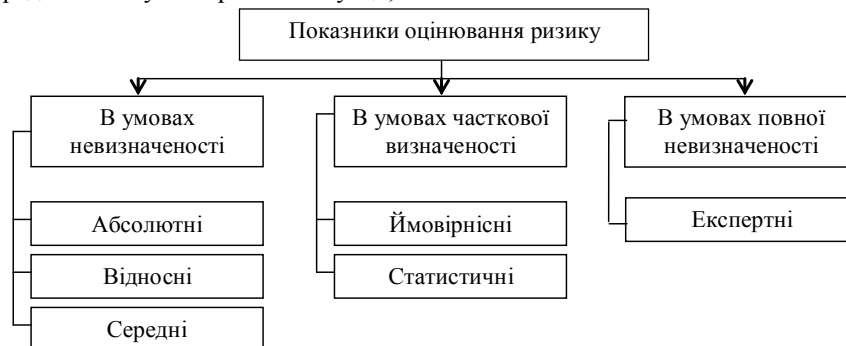 Показники оцінювання ризику
В умовах
невизначеності
В умовах часткової
визначеності
В умовах повної
невизначеності
Абсолютні
Ймовірнісні
Експертні
Відносні
Статистичні
Середні